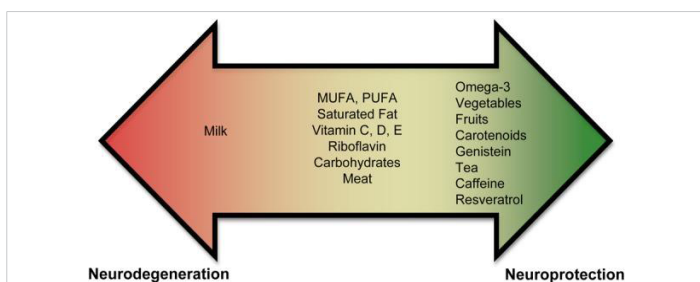 Milk
MUFA, PUFA
Saturated Fat
Vitamin C, D, E
Riboflavin
Carbohydrates
Meat
Omega-3
Vegetables
Fruits
Carotenoids
Genistein
Tea
Caffeine
Resveratrol
Neurodegeneration
Neuroprotection